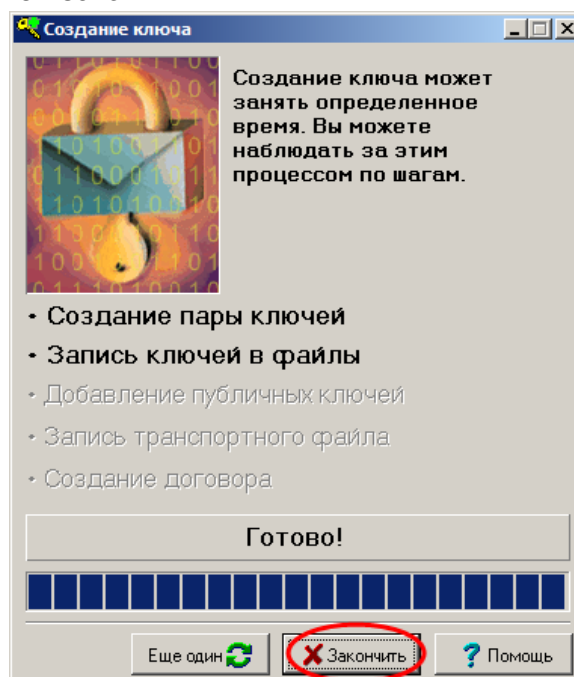 Создание ключа
Создание ключа может
занять определенное
время. Вы можете
наблюдать за этим
процессом по шагам.
• Создание пары ключей
• Запись ключей в файлы
• Добавление публичных ключей
• Запись транспортного файла
• Создание договора
Готово!
Еще один Закончить ? Помощь